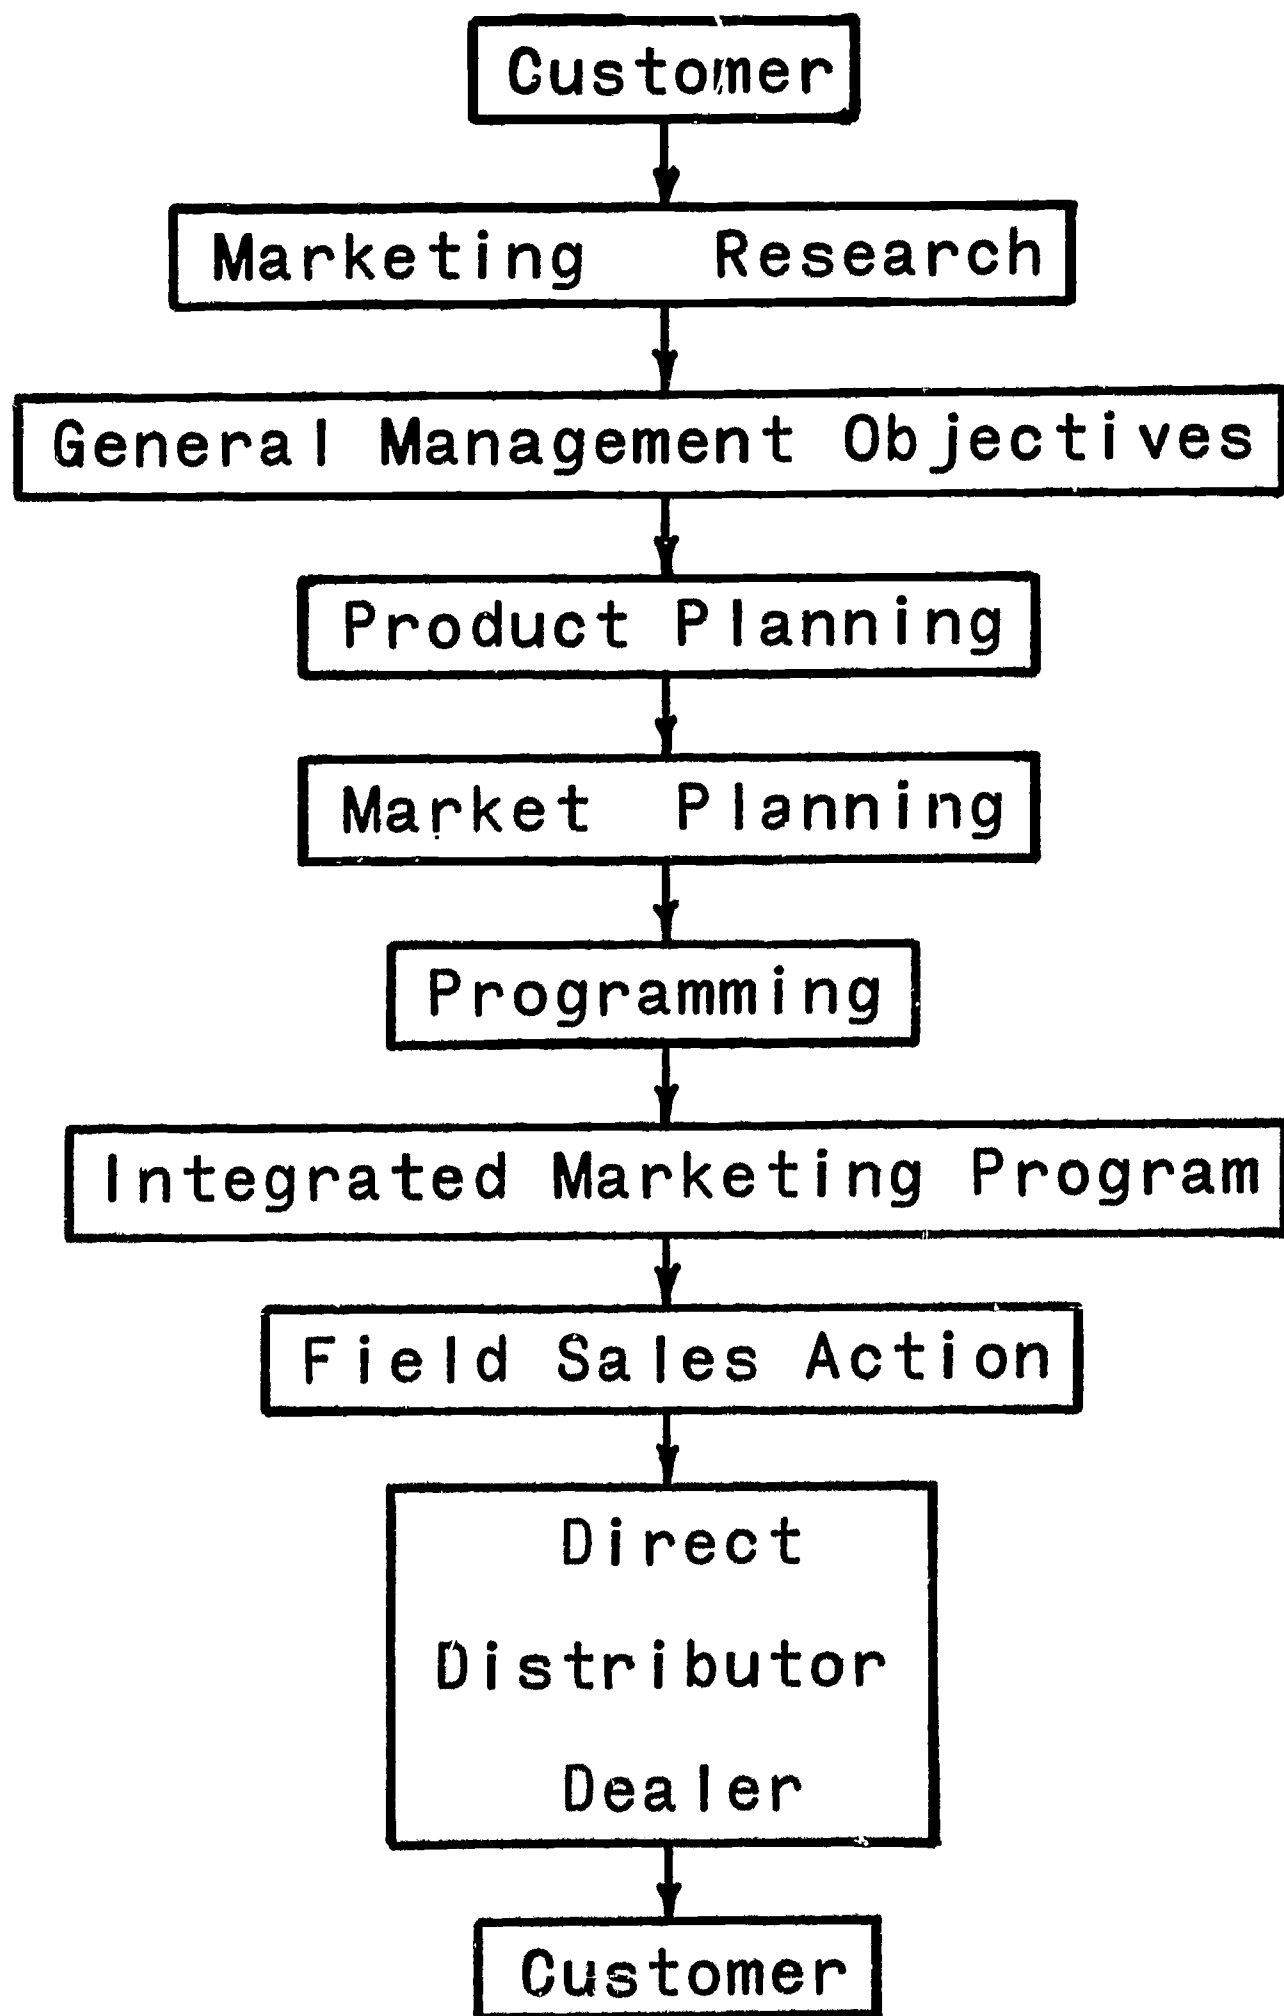 Customer
Marketing Research
General Management Objectives
Product Planning
Market Planning
Programming
Integrated Marketing Program
Field Sales Action
Direct
Distributor
Dealer
Customer